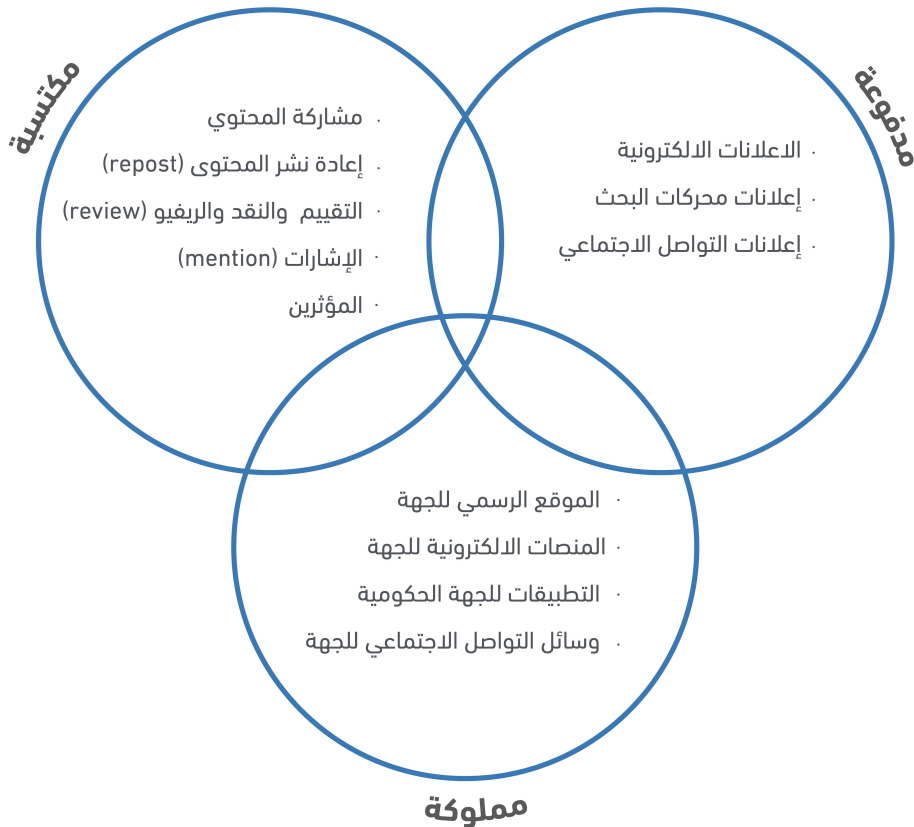 مدفوعة
الاعلانات الالكترونية
إعلانات محركات البحث
إعلانات التواصل الاجتماعي
مكتسبة
مشاركة المحتوي
إعادة نشر المحتوى (repost)
التقييم والنقد والريفيو (review)
الإشارات (mention)
المؤثرين
الموقع الرسمي للجهة
المنصات الالكترونية للجهة
التطبيقات للجهة الحكومية
وسائل التواصل الاجتماعي للجهة
مملوكة